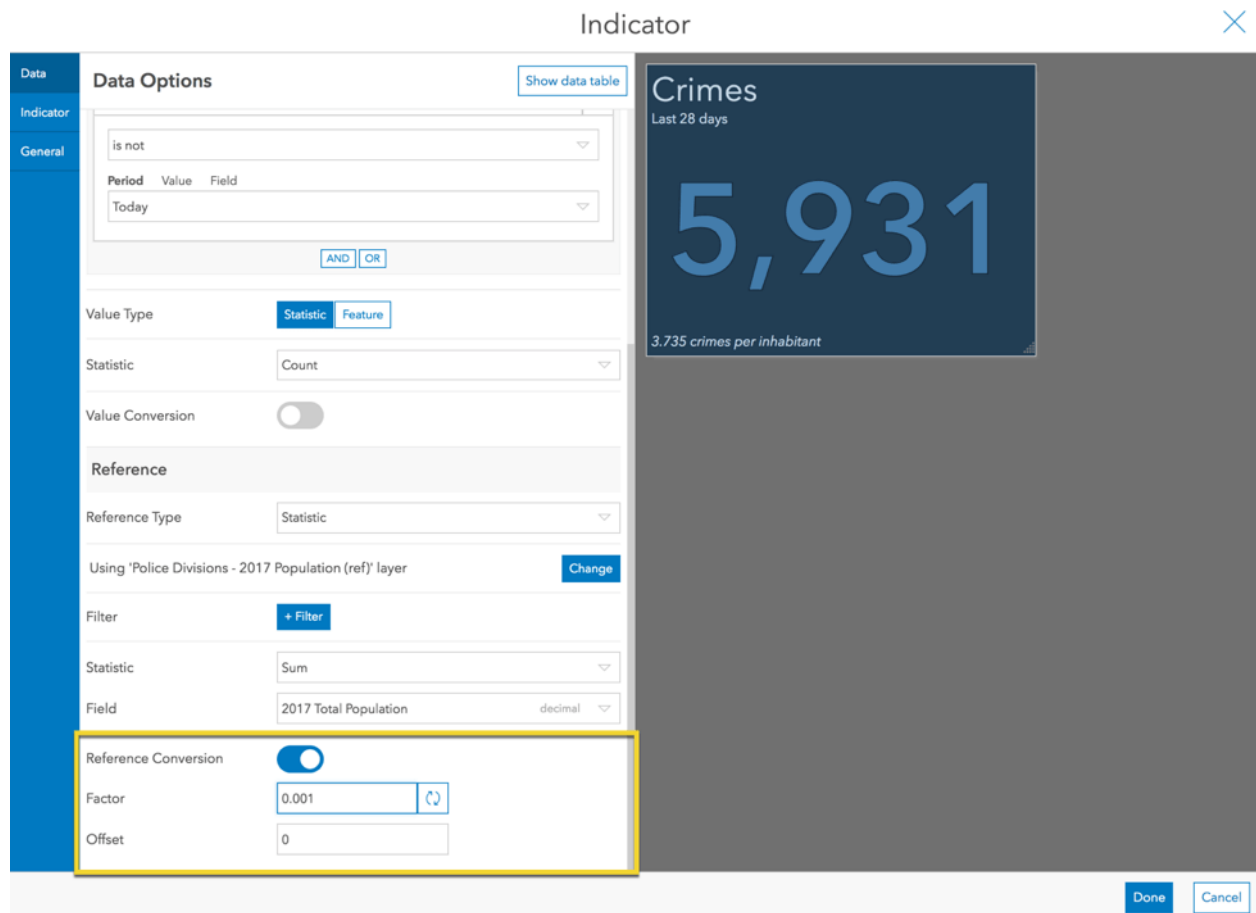 Indicator
Data
Indicator
General
Data Options
Show data table
is not
Period Value Field
Today
AND OR
Value Type
Statistic Feature
Statistic
Count
Value Conversion
Reference
Reference Type
Statistic
Using 'Police Divisions - 2017 Population (ref)' layer
Change
Filter
+ Filter
Statistic
Sum
Field
2017 Total Population
decimal
Reference Conversion
Factor
0.001
Offset
0
Crimes
Last 28 days
5,931
3.735 crimes per inhabitant
Done
Cancel